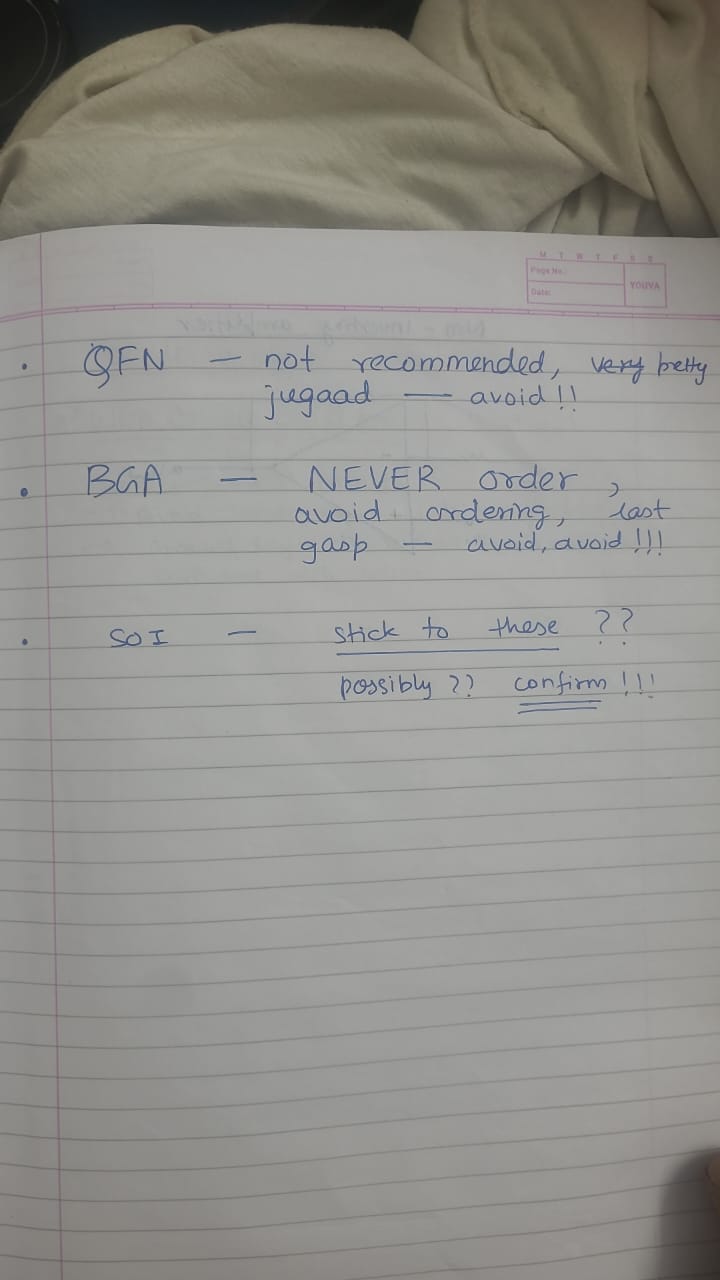 M T W T F S S
Page No.:
Date:
YOUVA
• QFN — not recommended, very petty
jugaad — avoid!!
• BGA — NEVER order,
avoid ordering, last
gasp — avoid, avoid!!!
• SOI — stick to these ??
possibly ?? confirm!!!